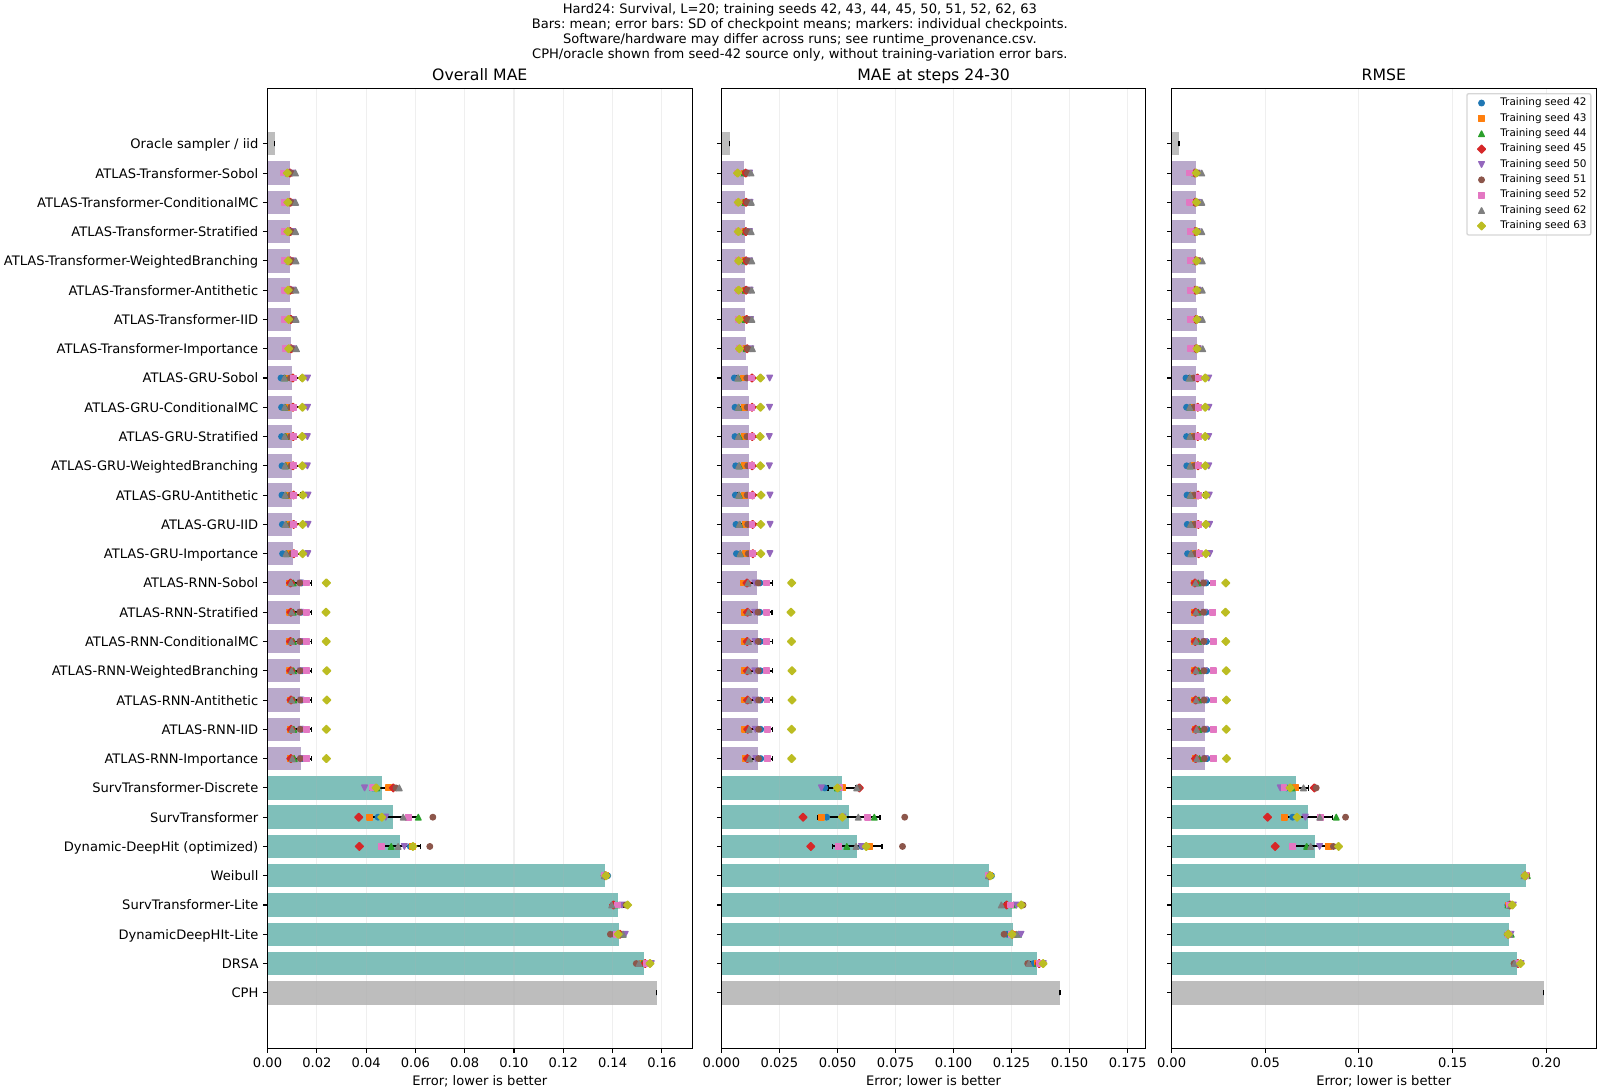 Hard24: Survival, L=20; training seeds 42, 43, 44, 45, 50, 51, 52, 62, 63
Bars: mean; error bars: SD of checkpoint means; markers: individual checkpoints.
Software/hardware may differ across runs; see runtime_provenance.csv.
CPH/oracle shown from seed-42 source only, without training-variation error bars.
Overall MAE
MAE at steps 24-30
RMSE
Oracle sampler / iid
ATLAS-Transformer-Sobol
ATLAS-Transformer-ConditionalMC
ATLAS-Transformer-Stratified
ATLAS-Transformer-WeightedBranching
ATLAS-Transformer-Antithetic
ATLAS-Transformer-IID
ATLAS-Transformer-Importance
ATLAS-GRU-Sobol
ATLAS-GRU-ConditionalMC
ATLAS-GRU-Stratified
ATLAS-GRU-WeightedBranching
ATLAS-GRU-Antithetic
ATLAS-GRU-IID
ATLAS-GRU-Importance
ATLAS-RNN-Sobol
ATLAS-RNN-Stratified
ATLAS-RNN-ConditionalMC
ATLAS-RNN-WeightedBranching
ATLAS-RNN-Antithetic
ATLAS-RNN-IID
ATLAS-RNN-Importance
SurvTransformer-Discrete
SurvTransformer
Dynamic-DeepHit (optimized)
Weibull
SurvTransformer-Lite
DynamicDeepHIt-Lite
DRSA
CPH
Training seed 42
Training seed 43
Training seed 44
Training seed 45
Training seed 50
Training seed 51
Training seed 52
Training seed 62
Training seed 63
0.00 0.02 0.04 0.06 0.08 0.10 0.12 0.14 0.16
Error; lower is better
0.000 0.025 0.050 0.075 0.100 0.125 0.150 0.175
Error; lower is better
0.00 0.05 0.10 0.15 0.20
Error; lower is better